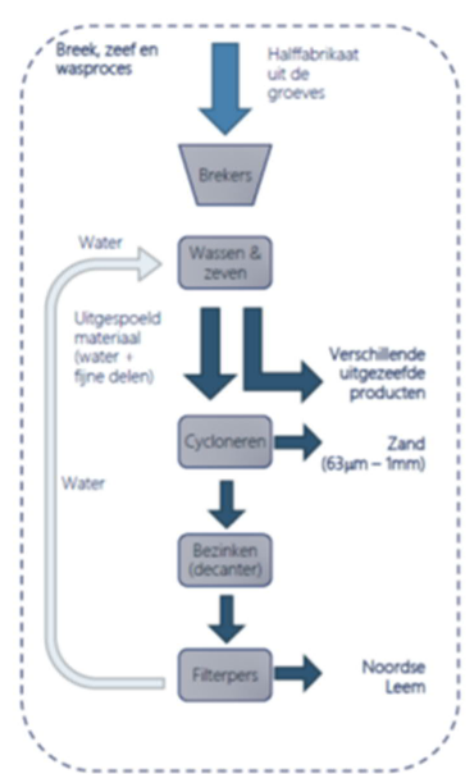 Breek, zeef en
wasproces
Halffabrikaat
uit de
groeves
Brekers
Water
Wassen &
zeven
Uitgespoeld
materiaal
(water +
fijne delen)
Verschillende
uitgezeefde
producten
Cycloneren
Zand
(63µm – 1mm)
Water
Bezinken
(decanter)
Filterpers
Noordse
Leem